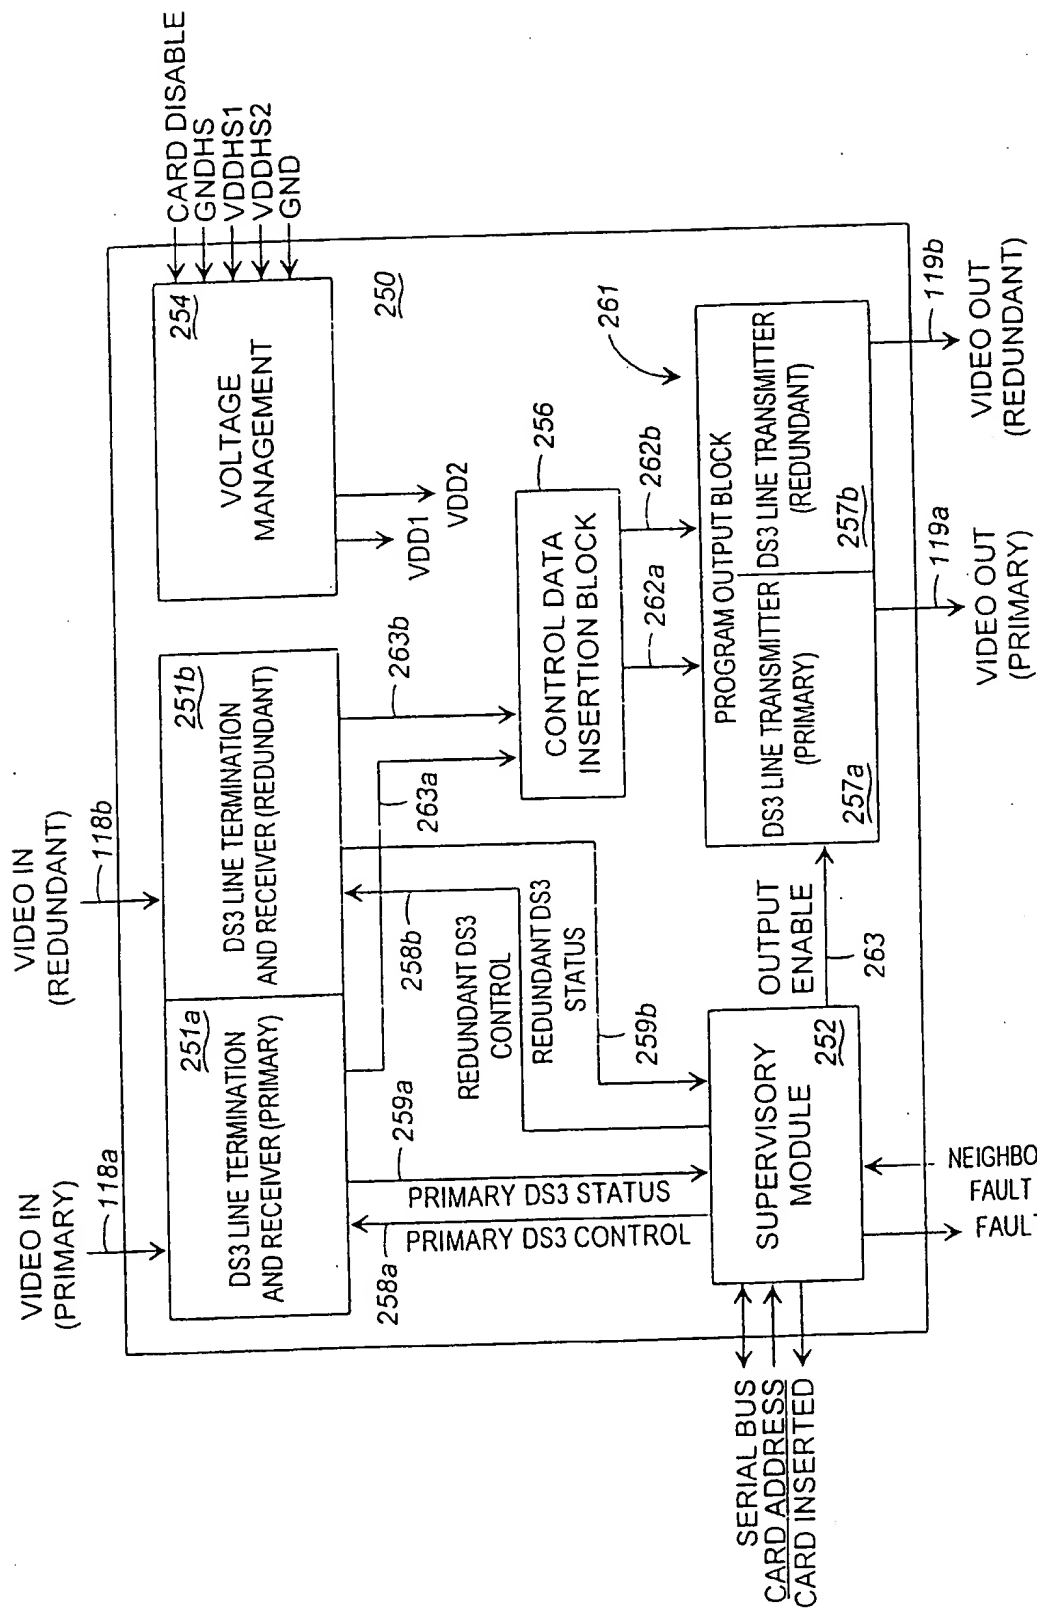 VIDEO IN
(PRIMARY)
118a
VIDEO IN
(REDUNDANT)
118b
CARD DISABLE
GNDHS
VDDHS1
VDDHS2
GND
251a
DS3 LINE TERMINATION
AND RECEIVER (PRIMARY)
251b
DS3 LINE TERMINATION
AND RECEIVER (REDUNDANT)
254
VOLTAGE
MANAGEMENT
250
VDD1
VDD2
258a
259a
PRIMARY DS3 STATUS
PRIMARY DS3 CONTROL
258b
REDUNDANT DS3
CONTROL
REDUNDANT DS3
STATUS
259b
263a
263b
256
CONTROL DATA
INSERTION BLOCK
262a
262b
261
PROGRAM OUTPUT BLOCK
DS3 LINE TRANSMITTER
(PRIMARY)
257a
DS3 LINE TRANSMITTER
(REDUNDANT)
257b
OUTPUT
ENABLE
263
SUPERVISORY
MODULE
252
SERIAL BUS
CARD ADDRESS
CARD INSERTED
NEIGHBO
FAULT
FAULT
119a
VIDEO OUT
(PRIMARY)
119b
VIDEO OUT
(REDUNDANT)